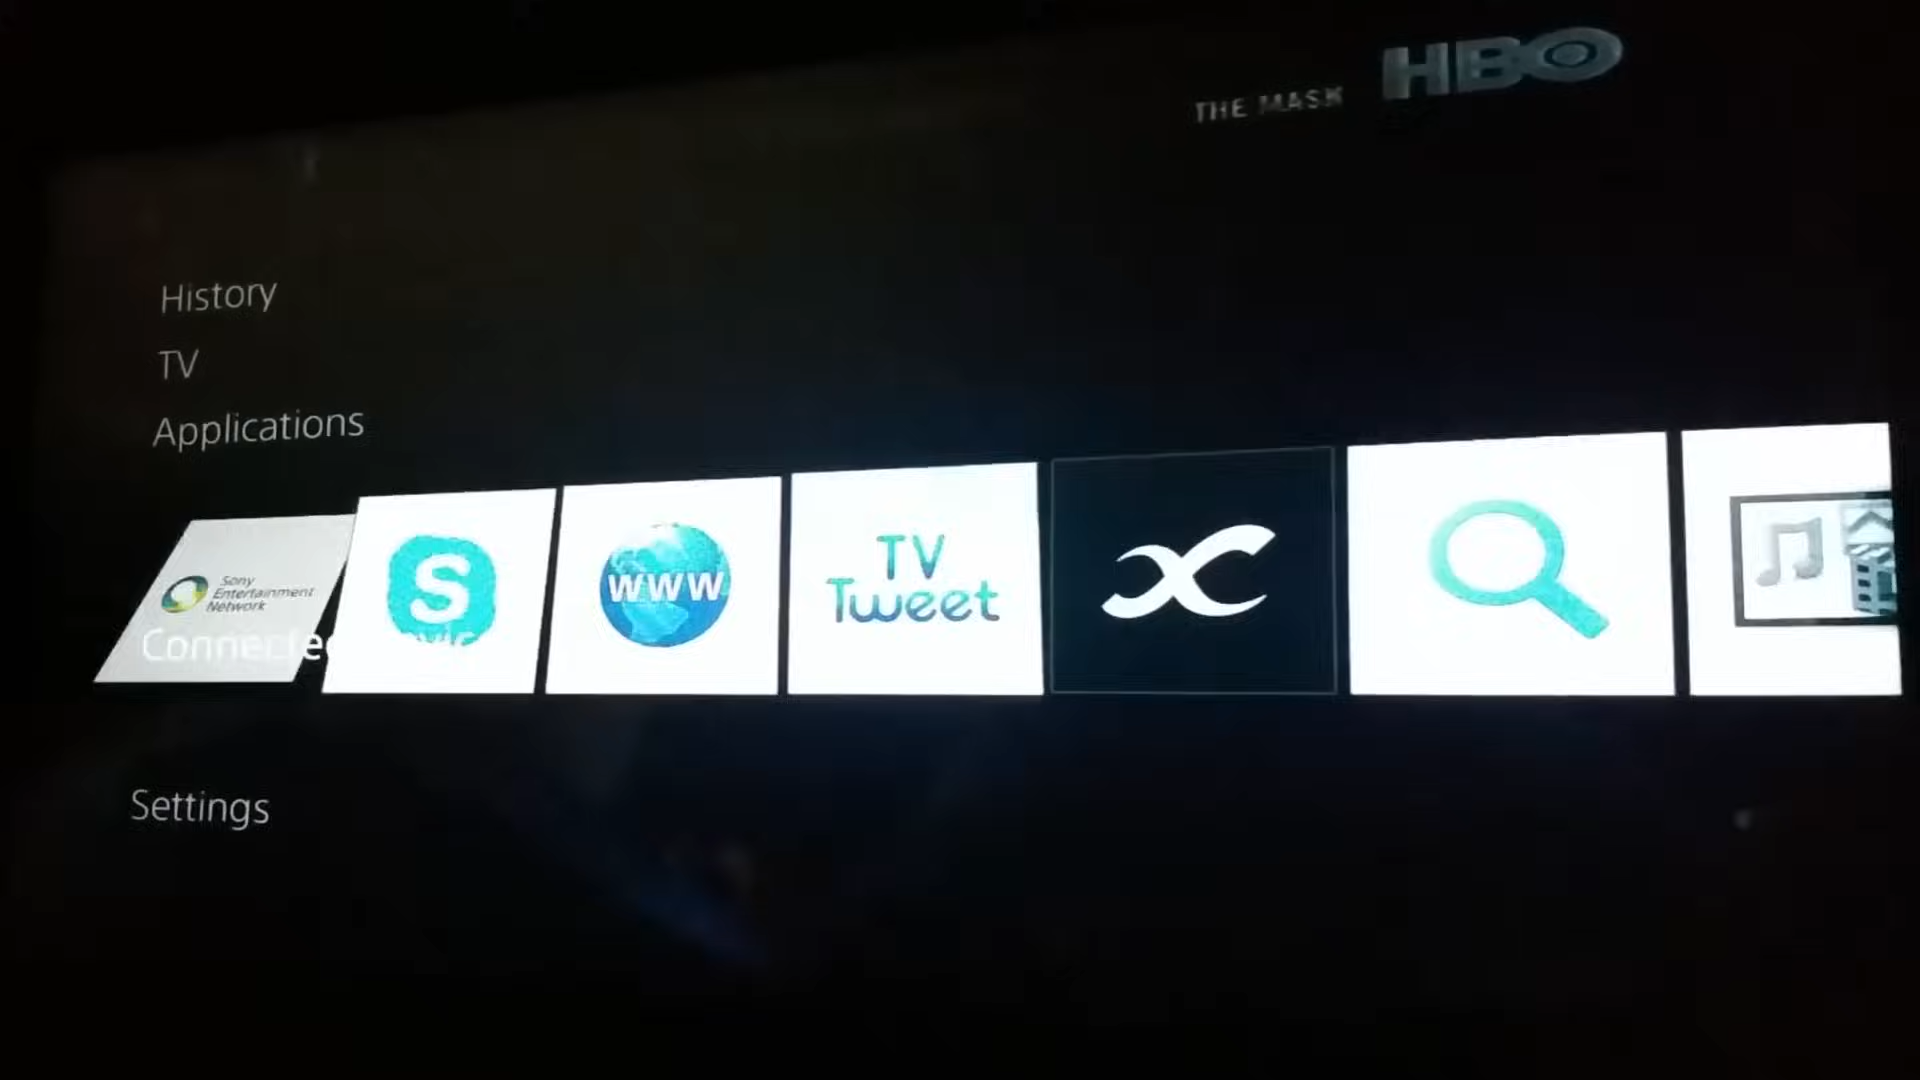 THE MASK
HBO
History
TV
Applications
Sony
Entertainment
Network
S
www
TV
Tweet
Settings